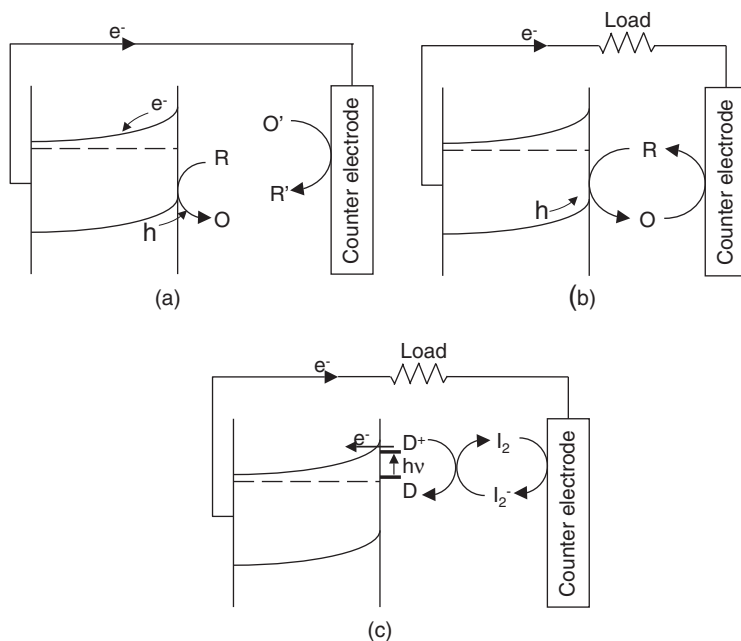 e-
e-
R
O
h
O'
R'
Counter electrode
(a)
e-
Load
h
R
O
Counter electrode
(b)
e-
Load
e-
D+
hν
D
I2
I2-
Counter electrode
(c)